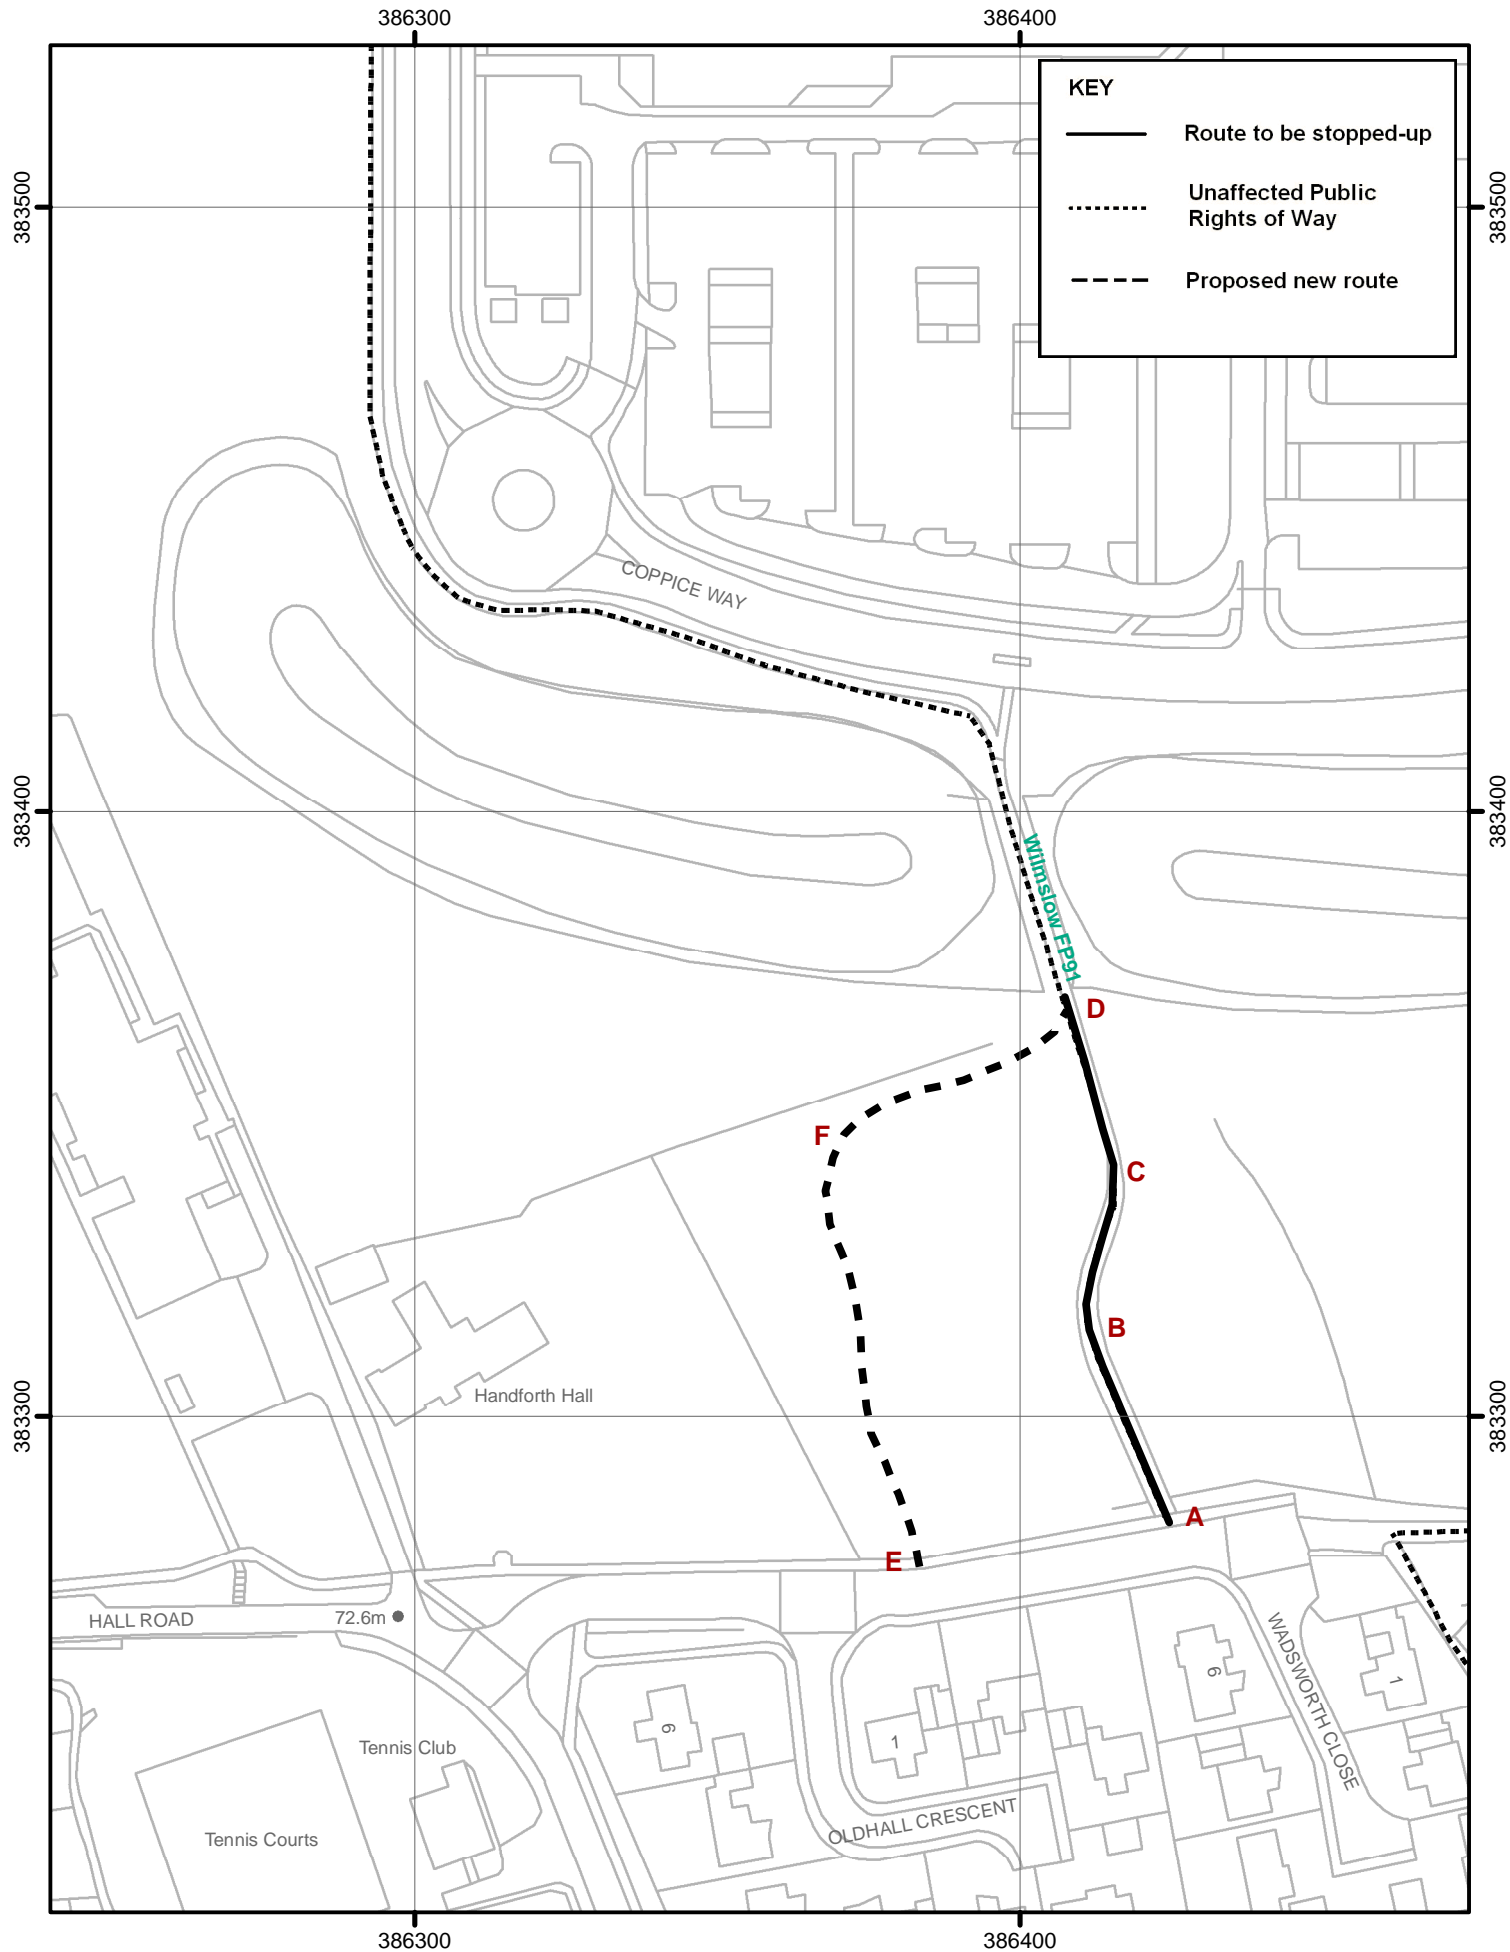 386300
386400
KEY
Route to be stopped-up
Unaffected Public
Rights of Way
Proposed new route
383500
383500
COPPICE WAY
383400
383400
Wilmslow FP91
D
F
C
B
Handforth Hall
383300
383300
A
E
HALL ROAD
72.6m
WADSWORTH CLOSE
6
1
6
1
Tennis Club
OLDHALL CRESCENT
Tennis Courts
386300
386400